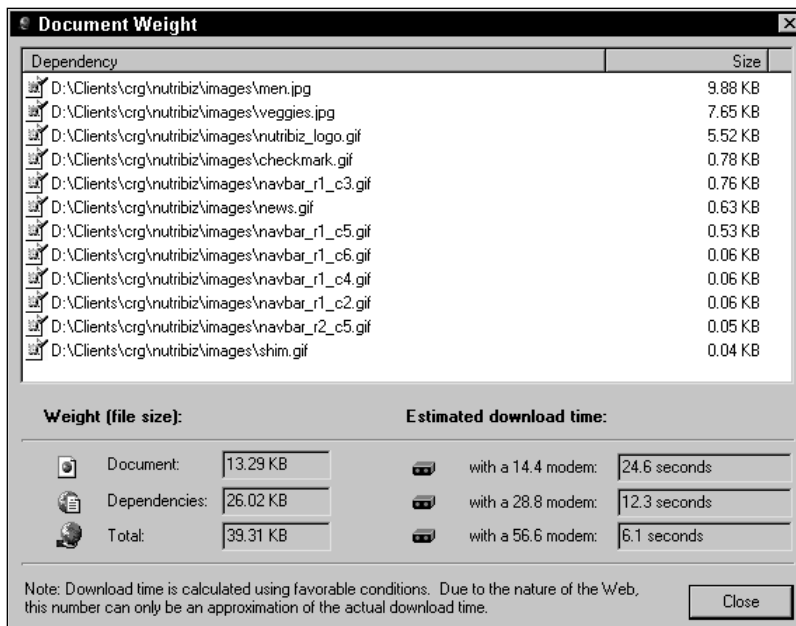 Document Weight
Dependency Size
D:\Clients\crg\nutribiz\images\men.jpg 9.88 KB
D:\Clients\crg\nutribiz\images\veggies.jpg 7.65 KB
D:\Clients\crg\nutribiz\images\nutribiz_logo.gif 5.52 KB
D:\Clients\crg\nutribiz\images\checkmark.gif 0.78 KB
D:\Clients\crg\nutribiz\images\navbar_r1_c3.gif 0.76 KB
D:\Clients\crg\nutribiz\images\news.gif 0.63 KB
D:\Clients\crg\nutribiz\images\navbar_r1_c5.gif 0.53 KB
D:\Clients\crg\nutribiz\images\navbar_r1_c6.gif 0.06 KB
D:\Clients\crg\nutribiz\images\navbar_r1_c4.gif 0.06 KB
D:\Clients\crg\nutribiz\images\navbar_r1_c2.gif 0.06 KB
D:\Clients\crg\nutribiz\images\navbar_r2_c5.gif 0.05 KB
D:\Clients\crg\nutribiz\images\shim.gif 0.04 KB
Weight (file size): Estimated download time:
Document: 13.29 KB with a 14.4 modem: 24.6 seconds
Dependencies: 26.02 KB with a 28.8 modem: 12.3 seconds
Total: 39.31 KB with a 56.6 modem: 6.1 seconds
Note: Download time is calculated using favorable conditions. Due to the nature of the Web,
this number can only be an approximation of the actual download time.
Close